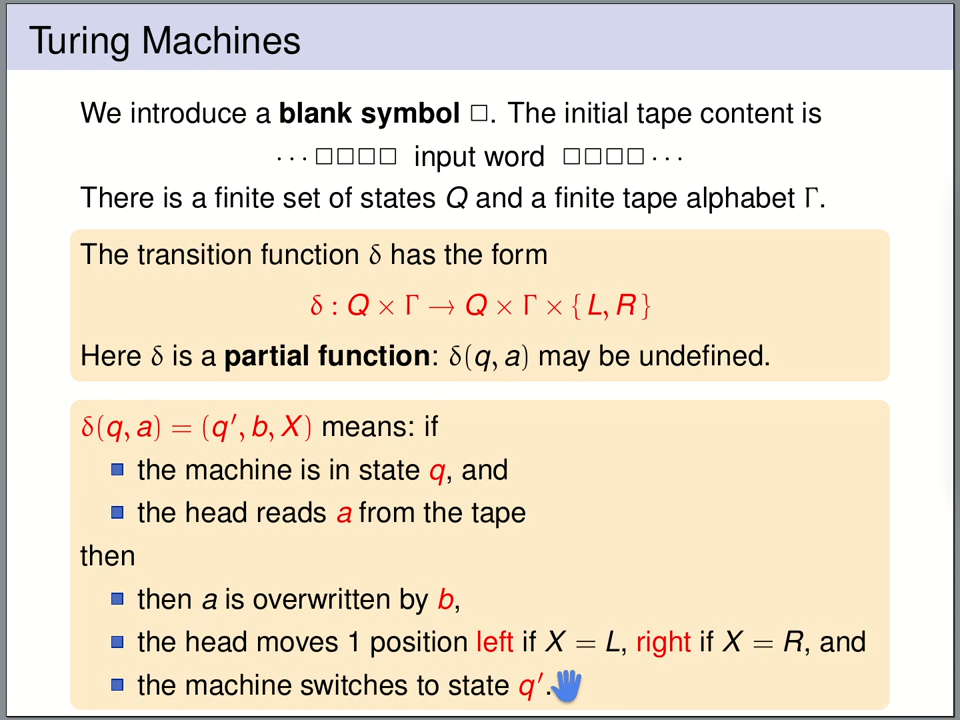 Turing Machines
We introduce a blank symbol □. The initial tape content is
··· □□□□ input word □□□□ ···
There is a finite set of states Q and a finite tape alphabet Γ.
The transition function δ has the form
δ : Q × Γ → Q × Γ × { L, R }
Here δ is a partial function: δ(q, a) may be undefined.
δ(q, a) = (q′, b, X) means: if
the machine is in state q, and
the head reads a from the tape
then
then a is overwritten by b,
the head moves 1 position left if X = L, right if X = R, and
the machine switches to state q′.